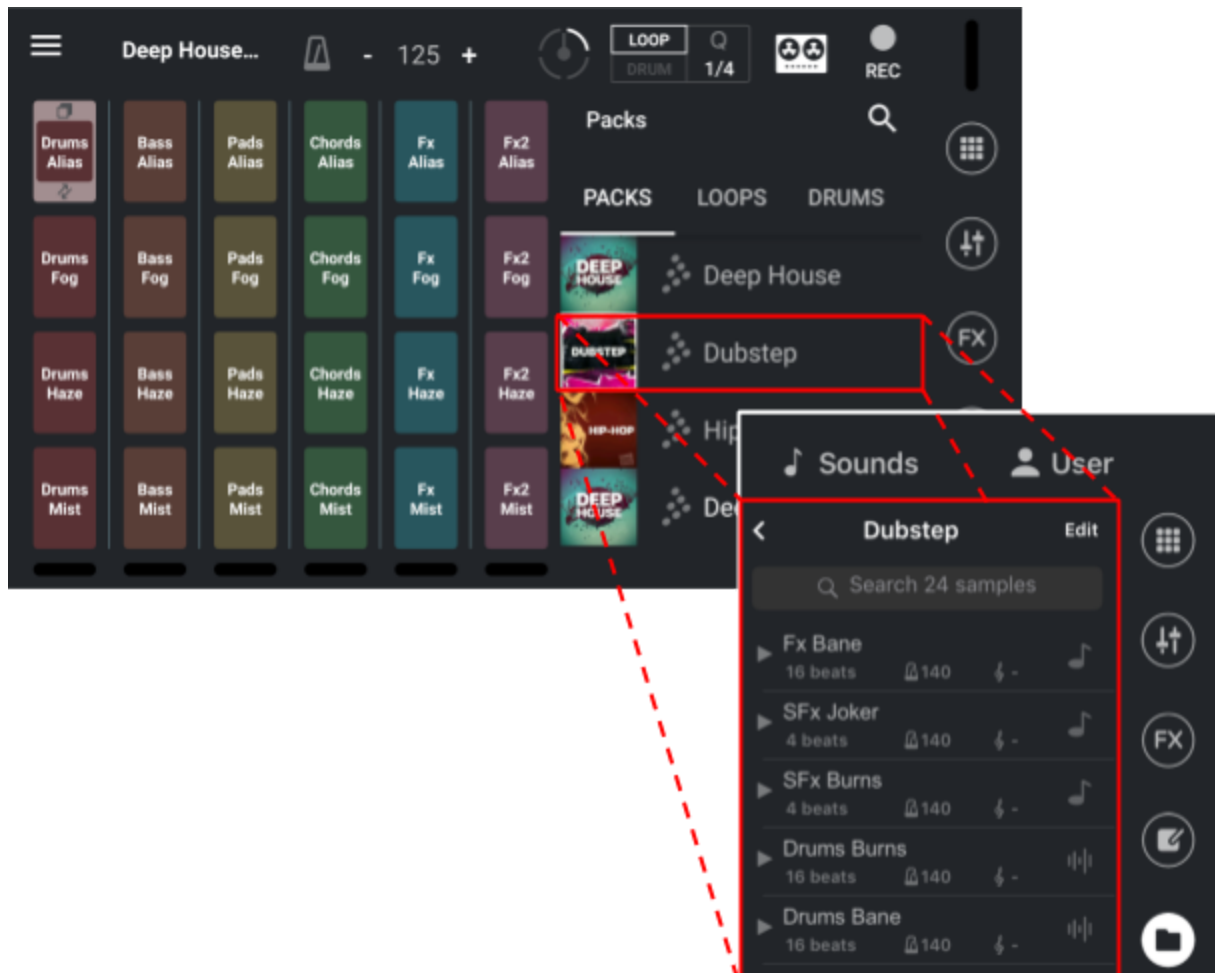 Deep House...
- 125 +
LOOP
DRUM
Q
1/4
REC
Drums
Alias
Bass
Alias
Pads
Alias
Chords
Alias
Fx
Alias
Fx2
Alias
Drums
Fog
Bass
Fog
Pads
Fog
Chords
Fog
Fx
Fog
Fx2
Fog
Drums
Haze
Bass
Haze
Pads
Haze
Chords
Haze
Fx
Haze
Fx2
Haze
Drums
Mist
Bass
Mist
Pads
Mist
Chords
Mist
Fx
Mist
Fx2
Mist
Packs
PACKS LOOPS DRUMS
DEEP
HOUSE
Deep House
DUBSTEP
Dubstep
HIP-HOP
Hip
DEEP
HOUSE
De
FX
Sounds User
Dubstep Edit
Search 24 samples
Fx Bane
16 beats 140 -
SFx Joker
4 beats 140 -
SFx Burns
4 beats 140 -
Drums Burns
16 beats 140 -
Drums Bane
16 beats 140 -
FX